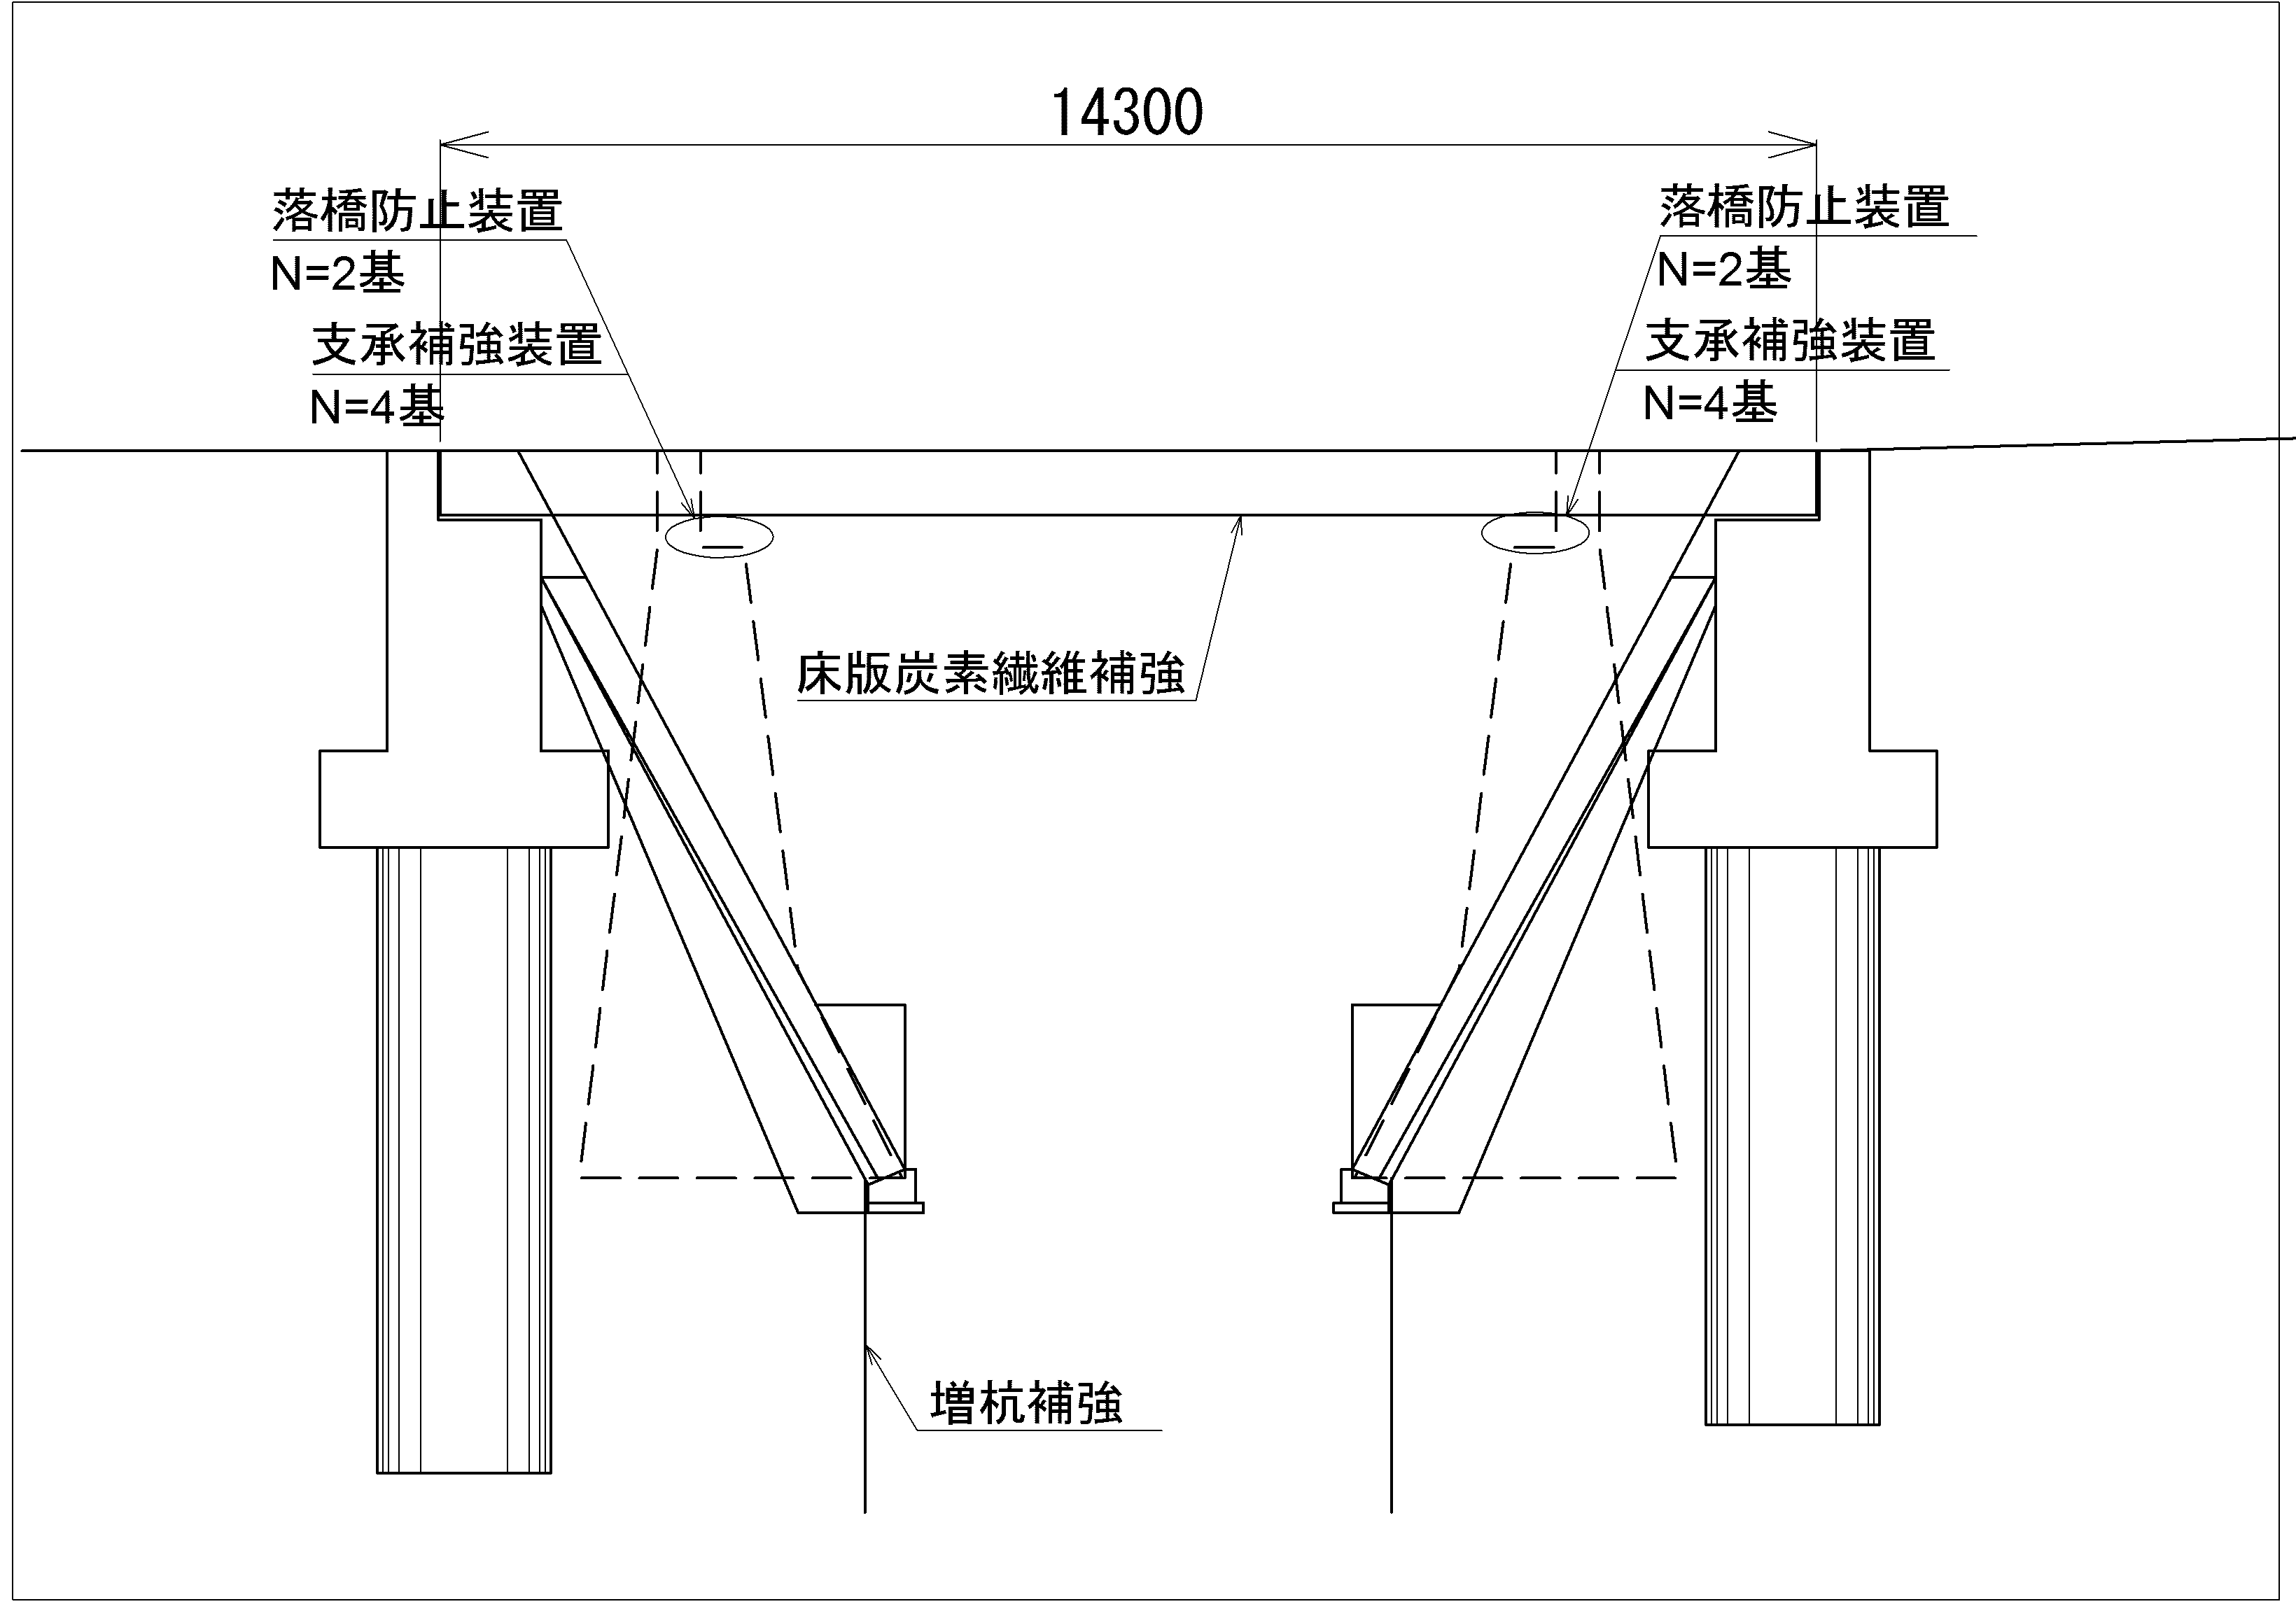 14300
落橋防止装置
N=2基
支承補強装置
N=4基
落橋防止装置
N=2基
支承補強装置
N=4基
床版炭素繊維補強
増杭補強